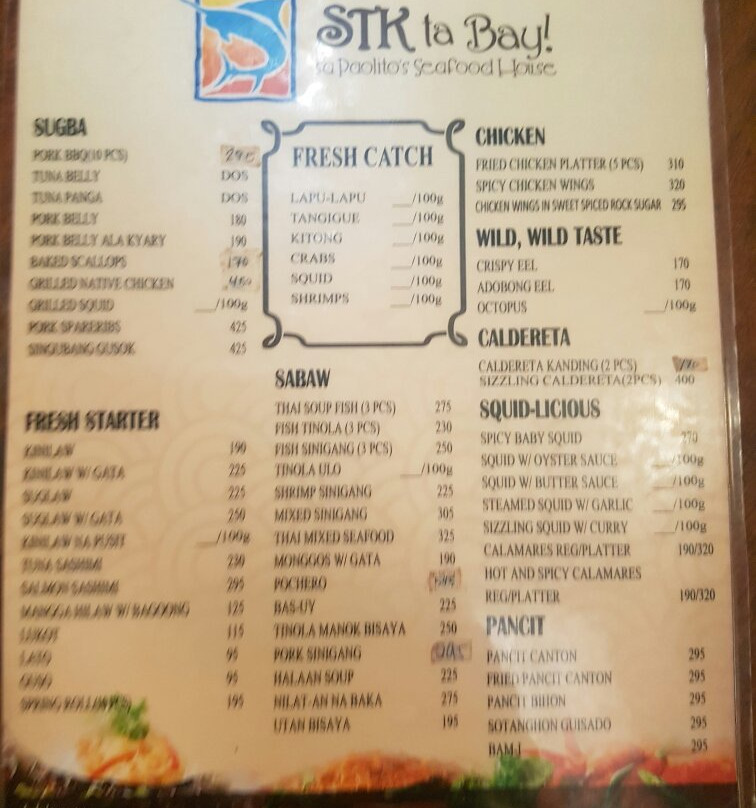 STK ta Bay!
sa Paolito's Seafood House
SUGBA
PORK BBQ(10 PCS)
TUNA BELLY DOS
TUNA PANGA DOS
PORK BELLY 180
PORK BELLY ALA KYARY 190
BAKED SCALLOPS
GRILLED NATIVE CHICKEN
GRILLED SQUID __/100g
PORK SPARERIBS 425
SINUGBANG GUSOK 425
FRESH STARTER
KINILAW 190
KINILAW W/ GATA 225
SUGLAW 225
SUGLAW W/ GATA 250
KINILAW NA PUSIT __/100g
TUNA SASHIMI 230
SALMON SASHIMI 295
MANGGA HILAW W/ BAGOONG 125
LUKOT 115
LATO 95
GUSO 95
SPRING ROLL 195
FRESH CATCH
LAPU-LAPU __/100g
TANGIGUE __/100g
KITONG __/100g
CRABS __/100g
SQUID __/100g
SHRIMPS __/100g
SABAW
THAI SOUP FISH (3 PCS) 275
FISH TINOLA (3 PCS) 230
FISH SINIGANG (3 PCS) 250
TINOLA ULO __/100g
SHRIMP SINIGANG 225
MIXED SINIGANG 305
THAI MIXED SEAFOOD 325
MONGGOS W/ GATA 190
POCHERO
BAS-UY 225
TINOLA MANOK BISAYA 250
PORK SINIGANG
HALAAN SOUP 225
NILAT-AN NA BAKA 275
UTAN BISAYA 195
CHICKEN
FRIED CHICKEN PLATTER (5 PCS) 310
SPICY CHICKEN WINGS 320
CHICKEN WINGS IN SWEET SPICED ROCK SUGAR 295
WILD, WILD TASTE
CRISPY EEL 170
ADOBONG EEL 170
OCTOPUS __/100g
CALDERETA
CALDERETA KANDING (2 PCS)
SIZZLING CALDERETA(2PCS) 400
SQUID-LICIOUS
SPICY BABY SQUID 270
SQUID W/ OYSTER SAUCE __/100g
SQUID W/ BUTTER SAUCE __/100g
STEAMED SQUID W/ GARLIC __/100g
SIZZLING SQUID W/ CURRY __/100g
CALAMARES REG/PLATTER 190/320
HOT AND SPICY CALAMARES
REG/PLATTER 190/320
PANCIT
PANCIT CANTON 295
FRIED PANCIT CANTON 295
PANCIT BIHON 295
SOTANGHON GUISADO 295
BAM-I 295